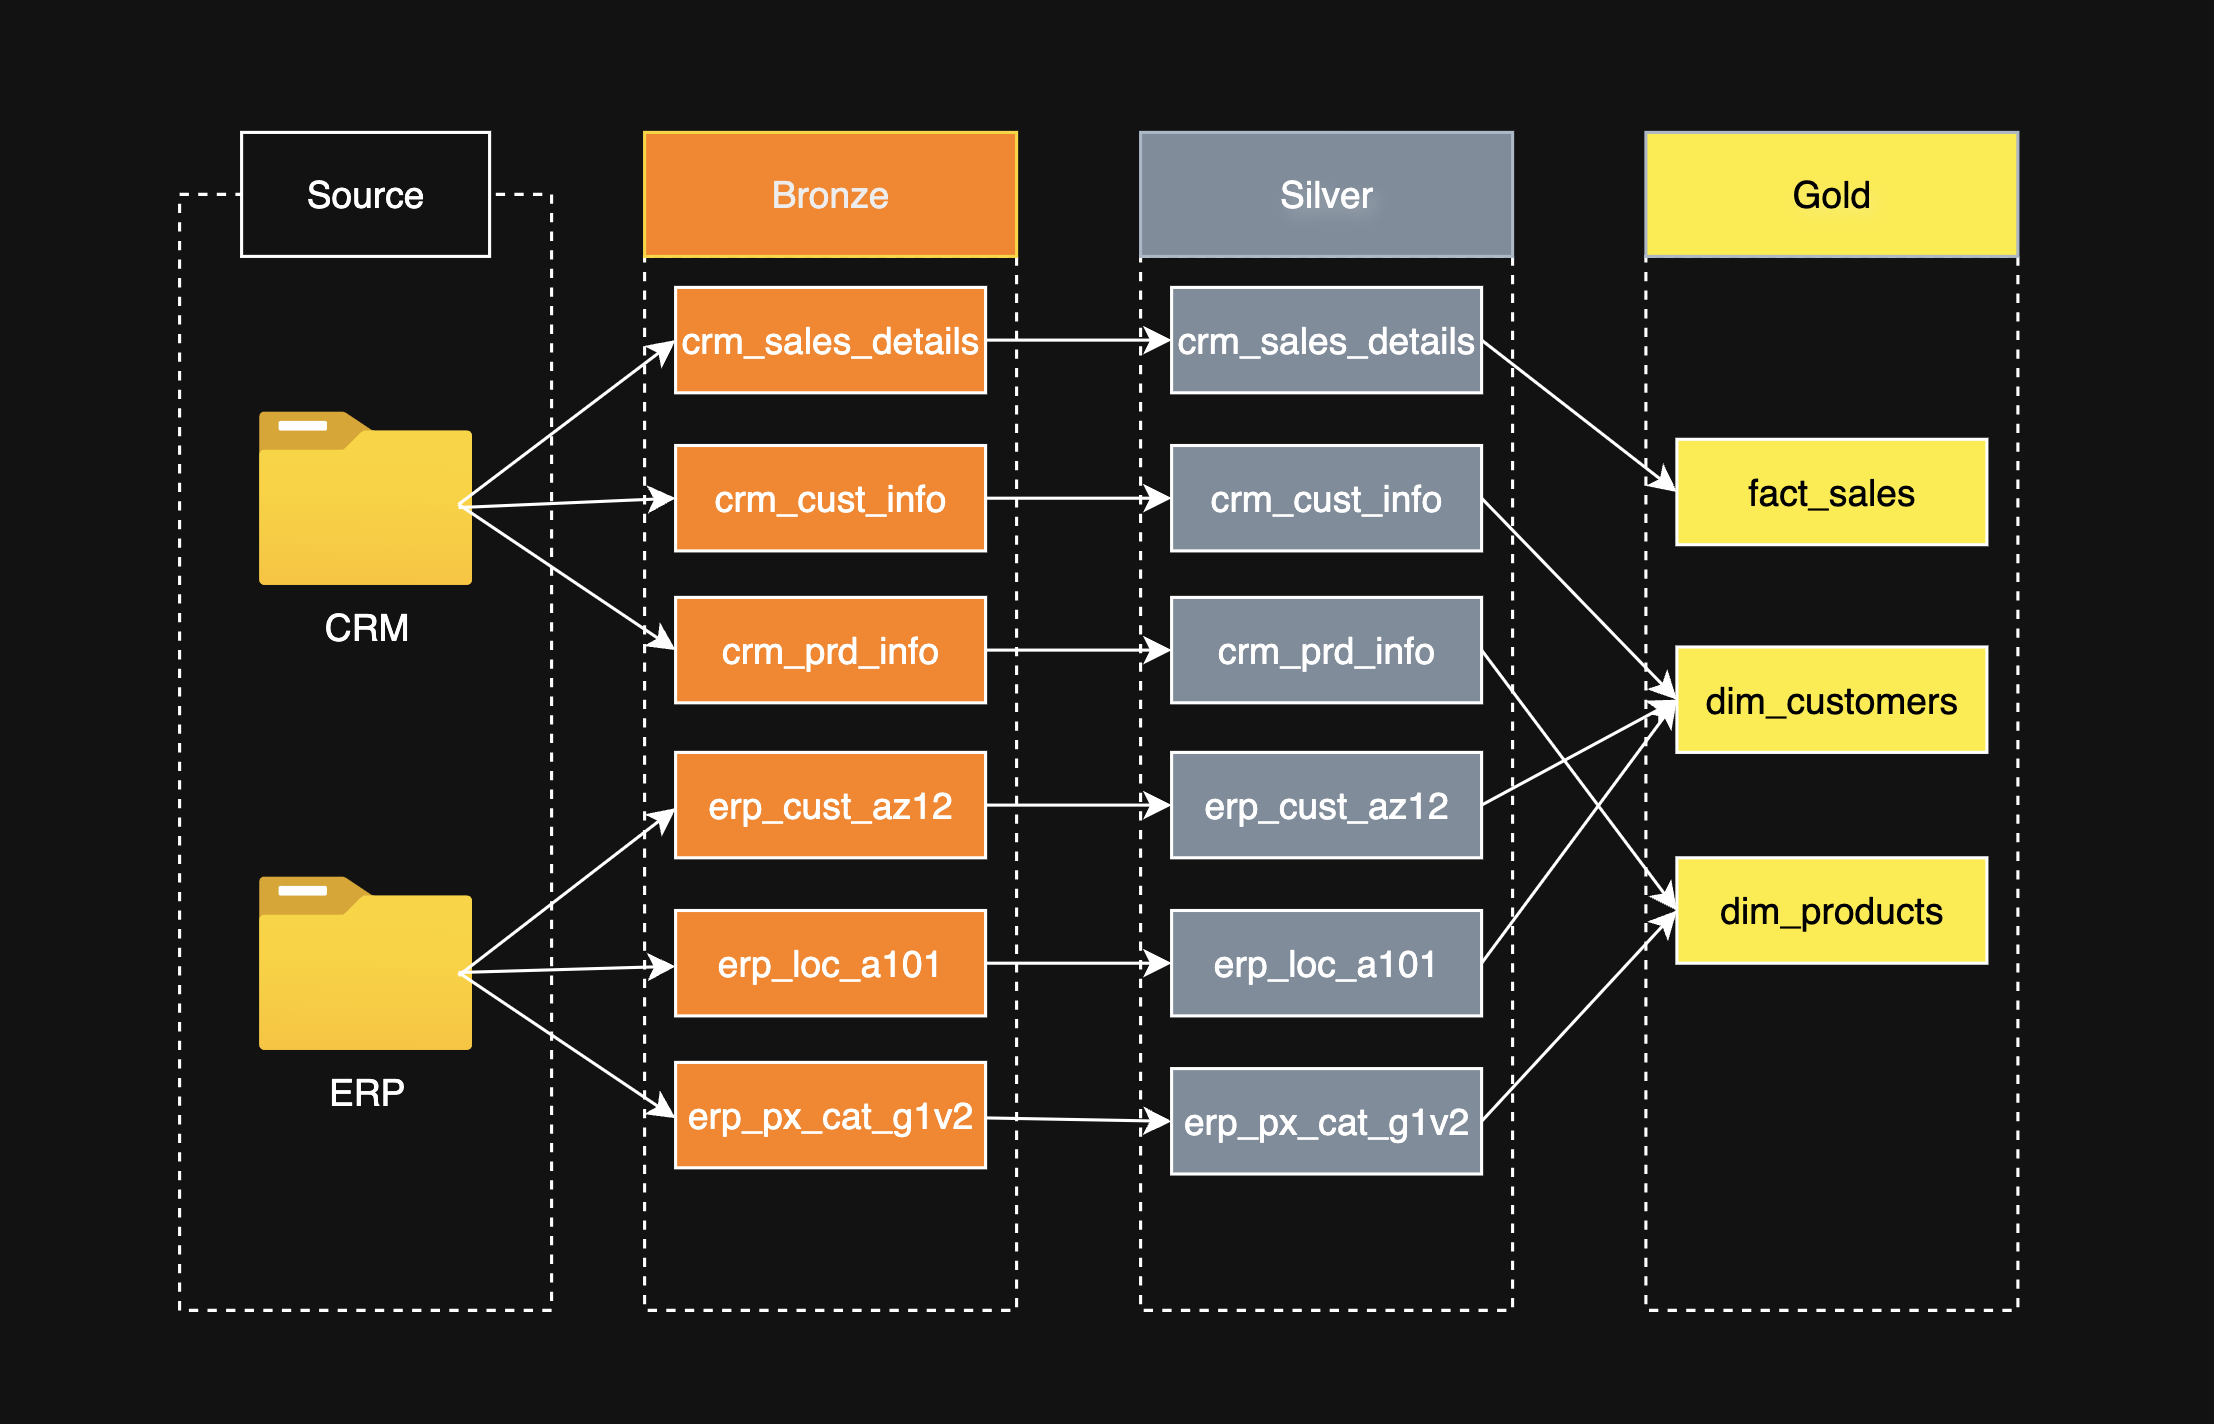 Source
Bronze
Silver
Gold
crm_sales_details
crm_sales_details
crm_cust_info
crm_cust_info
fact_sales
CRM
crm_prd_info
crm_prd_info
dim_customers
erp_cust_az12
erp_cust_az12
dim_products
erp_loc_a101
erp_loc_a101
ERP
erp_px_cat_g1v2
erp_px_cat_g1v2